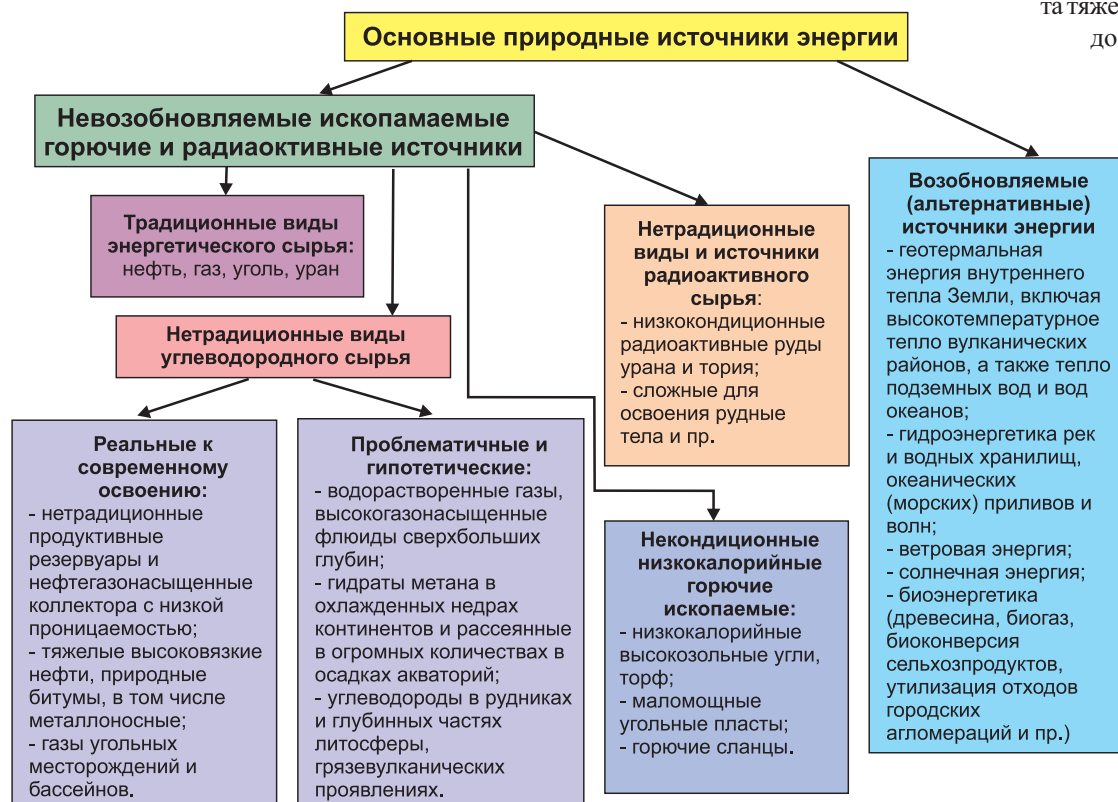 та тяже
до
Основные природные источники энергии
Невозобновляемые ископамаемые
горючие и радиаоктивные источники
Традиционные виды
энергетического сырья:
нефть, газ, уголь, уран
Нетрадиционные виды
углеводородного сырья
Реальные к
современному
освоению:
- нетрадиционные
продуктивные
резервуары и
нефтегазонасыщенные
коллектора с низкой
проницаемостью;
- тяжелые высоковязкие
нефти, природные
битумы, в том числе
металлоносные;
- газы угольных
месторождений и
бассейнов.
Проблематичные и
гипотетические:
- водорастворенные газы,
высокогазонасыщенные
флюиды сверхбольших
глубин;
- гидраты метана в
охлажденных недрах
континентов и рассеянные
в огромных количествах в
осадках акваторий;
- углеводороды в рудниках
и глубинных частях
литосферы,
грязевулканических
проявлениях.
Нетрадиционные
виды и источники
радиоактивного
сырья:
- низкокондиционные
радиоактивные руды
урана и тория;
- сложные для
освоения рудные
тела и пр.
Некондиционные
низкокалорийные
горючие
ископаемые:
- низкокалорийные
высокозольные угли,
торф;
- маломощные
угольные пласты;
- горючие сланцы.
Возобновляемые
(альтернативные)
источники энергии
- геотермальная
энергия внутреннего
тепла Земли, включая
высокотемпературное
тепло вулканических
районов, а также тепло
подземных вод и вод
океанов;
- гидроэнергетика рек
и водных хранилищ,
океанических
(морских) приливов и
волн;
- ветровая энергия;
- солнечная энергия;
- биоэнергетика
(древесина, биогаз,
биоконверсия
сельхозпродуктов,
утилизация отходов
городских
агломераций и пр.)